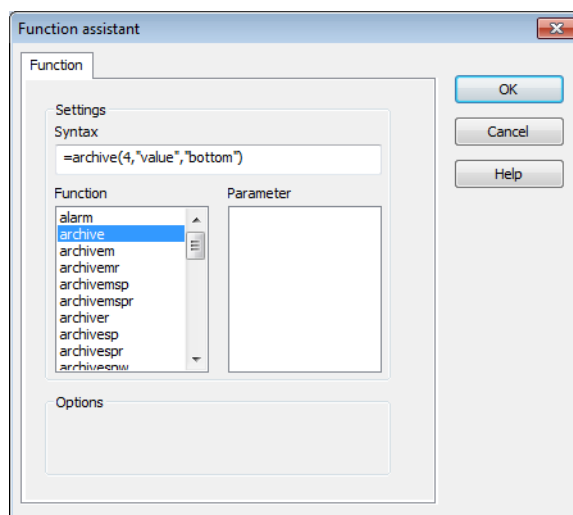 Function assistant
Function
OK
Settings
Syntax
Cancel
=archive(4,"value","bottom")
Help
Function
Parameter
alarm
archive
archivem
archivemr
archivemsp
archivemspr
archiver
archivesp
archivespr
archivespw
Options